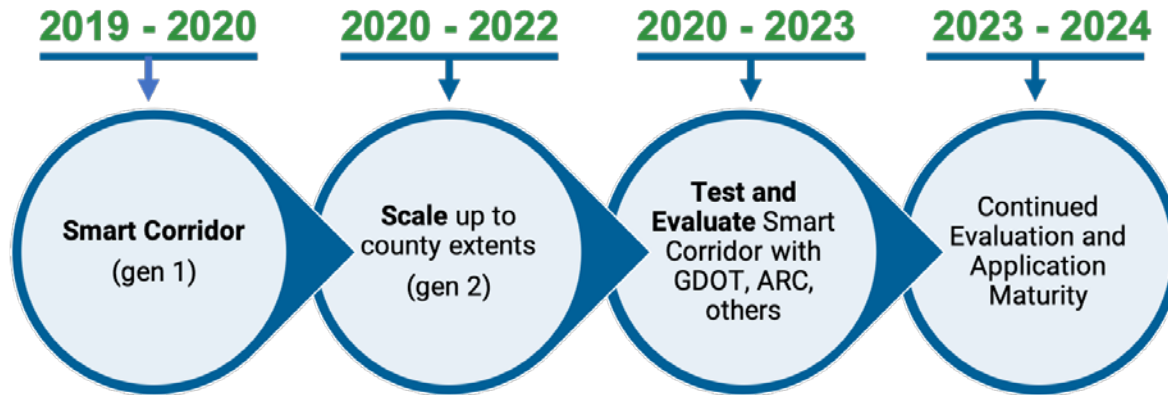 2019 - 2020
2020 - 2022
2020 - 2023
2023 - 2024
Smart Corridor
(gen 1)
Scale up to
county extents
(gen 2)
Test and
Evaluate Smart
Corridor with
GDOT, ARC,
others
Continued
Evaluation and
Application
Maturity